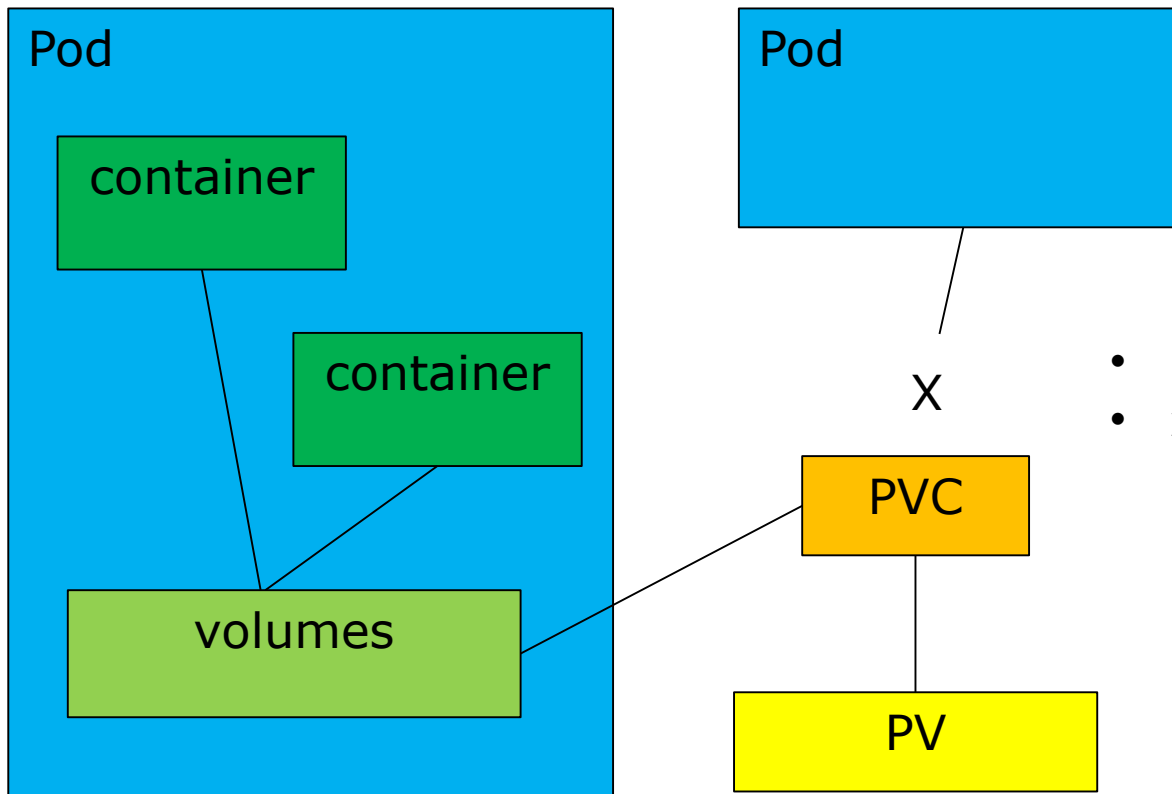 Pod
container
container
volumes
Pod
X
•
•
PVC
PV